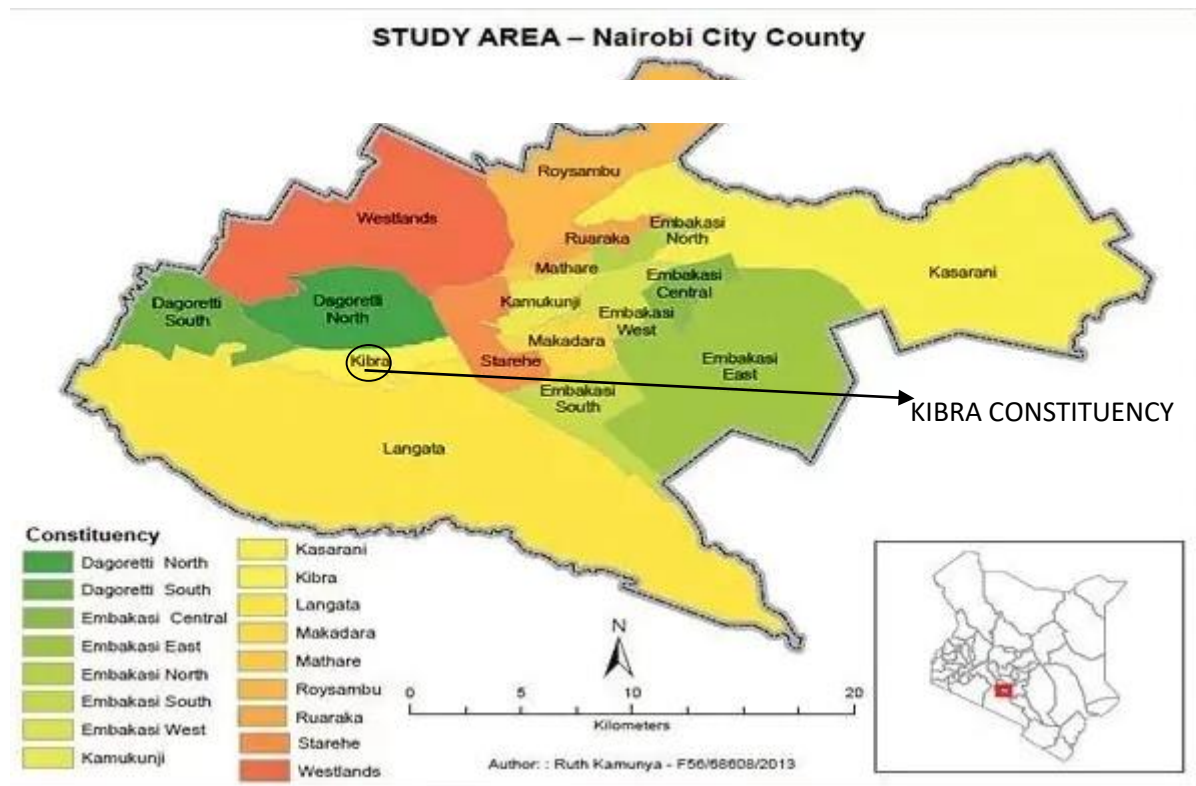 STUDY AREA – Nairobi City County
Roysambu
Westlands
Embakasi
North
Ruaraka
Mathare
Kasarani
Embakasi
Central
Dagoretti
South
Dagoretti
North
Kamukunji
Embakasi
West
Makadara
Kibra
Starehe
Embakasi
East
Embakasi
South
KIBRA CONSTITUENCY
Langata
Constituency
Dagoretti North
Dagoretti South
Embakasi Central
Embakasi East
Embakasi North
Embakasi South
Embakasi West
Kamukunji
Kasarani
Kibra
Langata
Makadara
Mathare
Roysambu
Ruaraka
Starehe
Westlands
N
0 5 10 20
Kilometers
Author: : Ruth Kamunya - F56/68608/2013